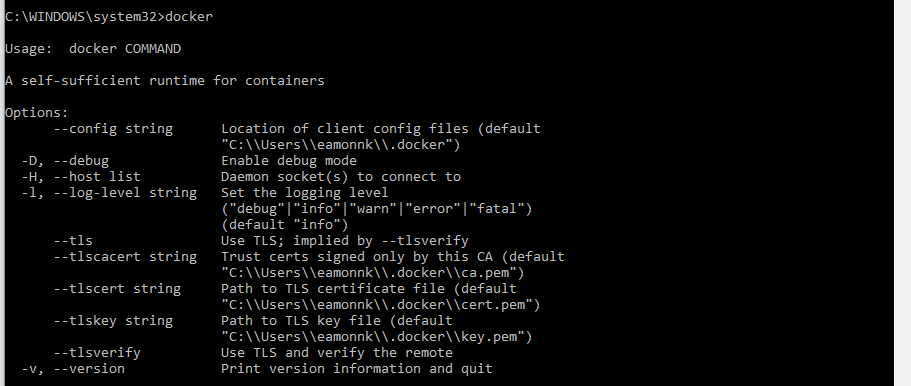 C:\WINDOWS\system32>docker
Usage:  docker COMMAND
A self-sufficient runtime for containers
Options:
      --config string      Location of client config files (default
                           "C:\\Users\\eamonnk\\.docker")
  -D, --debug              Enable debug mode
  -H, --host list          Daemon socket(s) to connect to
  -l, --log-level string   Set the logging level
                           ("debug"|"info"|"warn"|"error"|"fatal")
                           (default "info")
      --tls                Use TLS; implied by --tlsverify
      --tlscacert string   Trust certs signed only by this CA (default
                           "C:\\Users\\eamonnk\\.docker\\ca.pem")
      --tlscert string     Path to TLS certificate file (default
                           "C:\\Users\\eamonnk\\.docker\\cert.pem")
      --tlskey string      Path to TLS key file (default
                           "C:\\Users\\eamonnk\\.docker\\key.pem")
      --tlsverify          Use TLS and verify the remote
  -v, --version            Print version information and quit